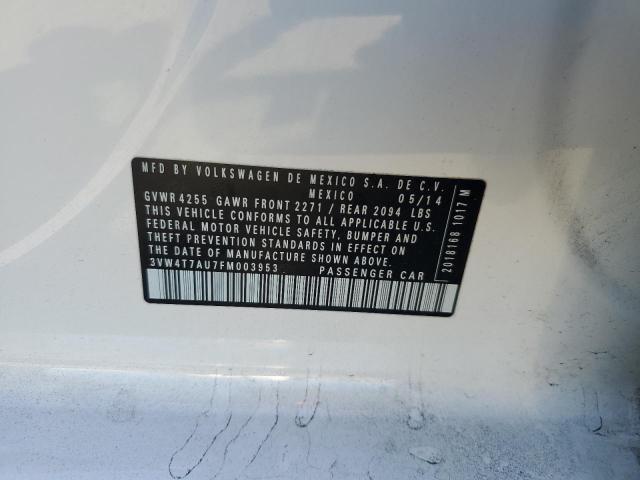 MFD BY VOLKSWAGEN DE MEXICO S.A. DE C.V.
MEXICO 05/14
GVWR 4255 GAWR FRONT 2271 / REAR 2094 LBS
THIS VEHICLE CONFORMS TO ALL APPLICABLE U.S.
FEDERAL MOTOR VEHICLE SAFETY, BUMPER AND
THEFT PREVENTION STANDARDS IN EFFECT ON
THE DATE OF MANUFACTURE SHOWN ABOVE.
3VW4T7AU7FM003953 PASSENGER CAR
2018168 1017 M